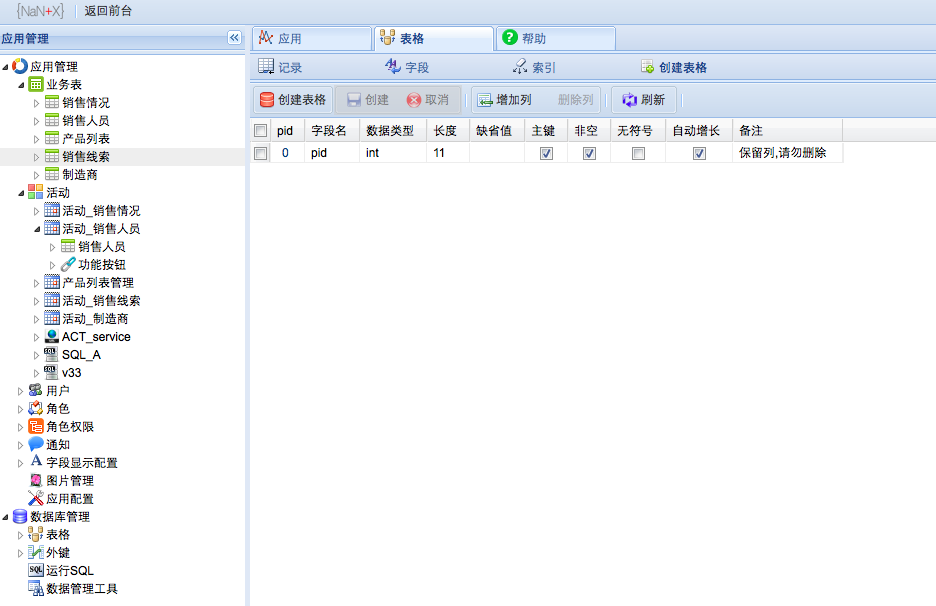 {NaN+X} 返回前台
应用管理
应用管理
业务表
销售情况
销售人员
产品列表
销售线索
制造商
活动
活动_销售情况
活动_销售人员
销售人员
功能按钮
产品列表管理
活动_销售线索
活动_制造商
ACT_service
SQL_A
v33
用户
角色
角色权限
通知
字段显示配置
图片管理
应用配置
数据库管理
表格
外键
运行SQL
数据管理工具
应用 表格 帮助
记录 字段 索引 创建表格
创建表格 创建 取消 增加列 删除列 刷新
pid 字段名 数据类型 长度 缺省值 主键 非空 无符号 自动增长 备注
0 pid int 11 保留列,请勿删除